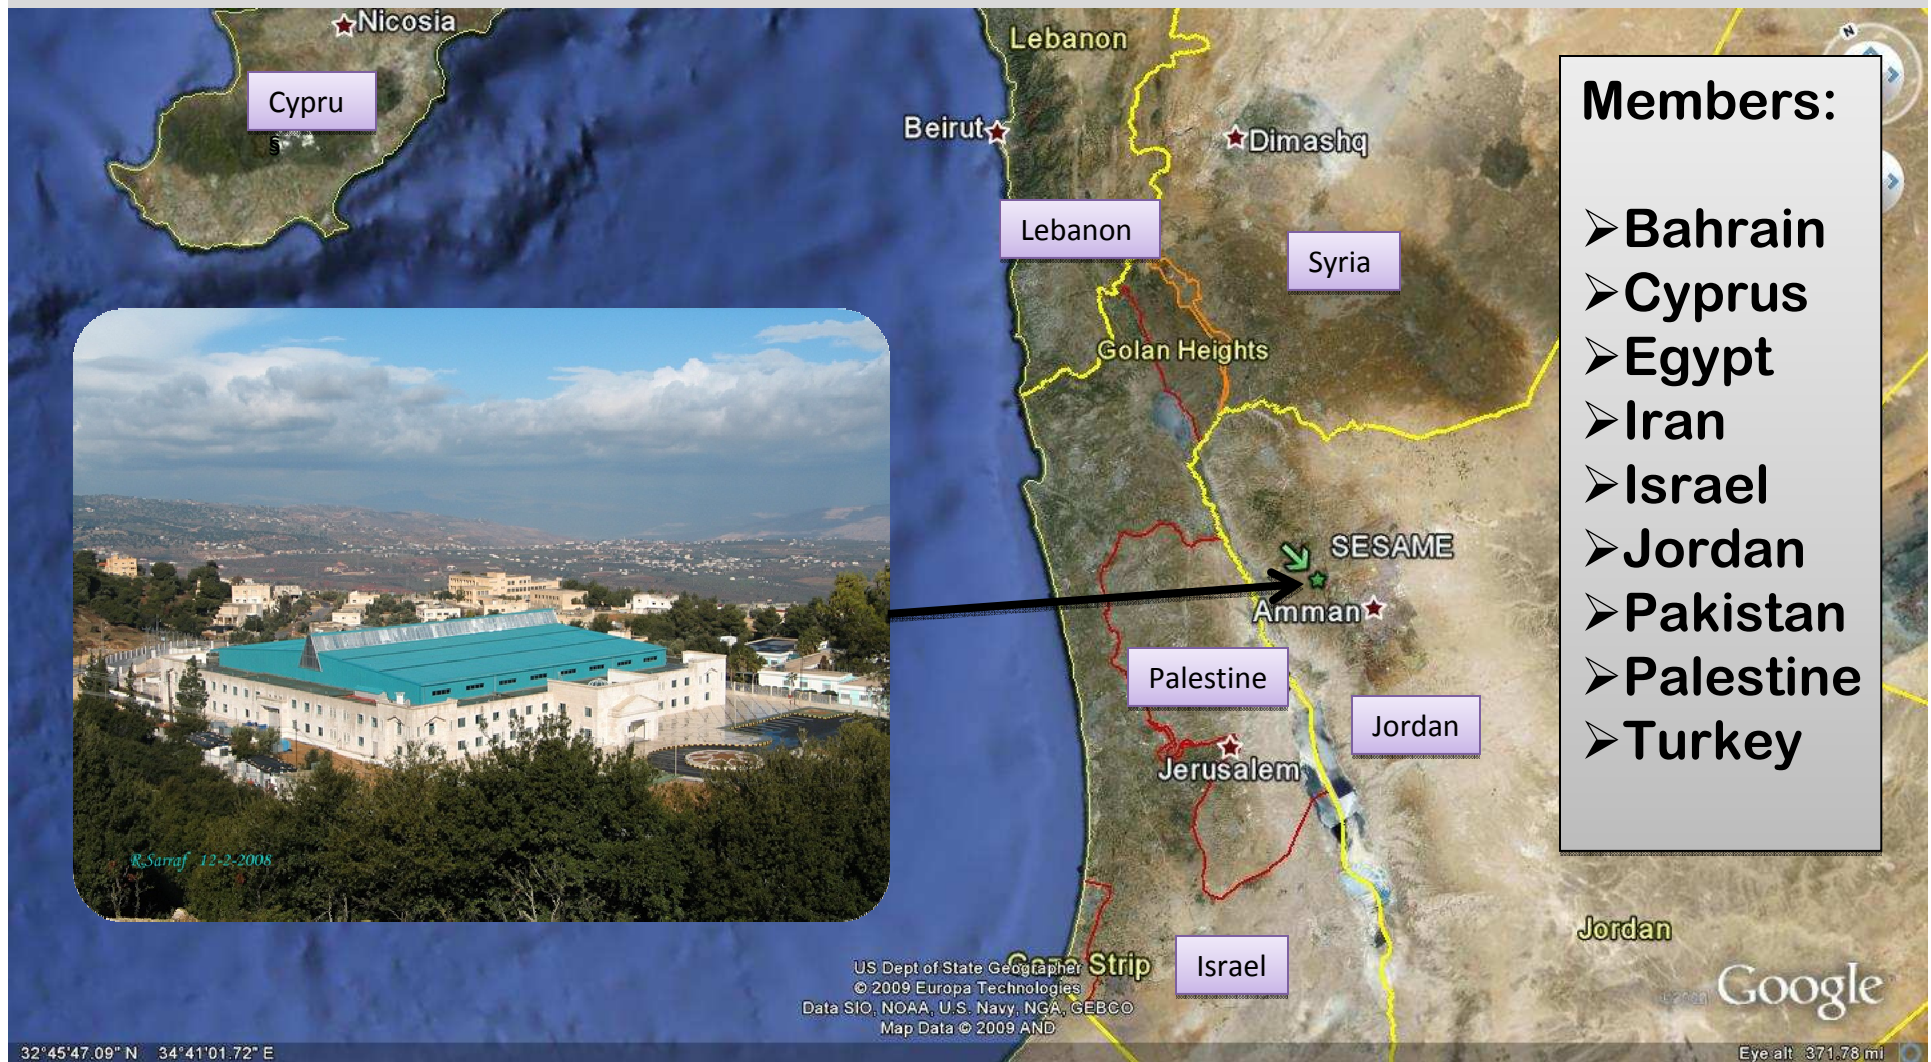 Nicosia
Cypru
§
Lebanon
Beirut
Dimashq
Lebanon
Syria
Golan Heights
SESAME
Amman
Palestine
Jordan
Jerusalem
Israel
Jordan
Gaza Strip
Members:
➢Bahrain
➢Cyprus
➢Egypt
➢Iran
➢Israel
➢Jordan
➢Pakistan
➢Palestine
➢Turkey
N
R.Sarraf 12-2-2008
US Dept of State Geographer
© 2009 Europa Technologies
Data SIO, NOAA, U.S. Navy, NGA, GEBCO
Map Data © 2009 AND
Google
32°45'47.09" N 34°41'01.72" E
Eye alt 371.78 mi